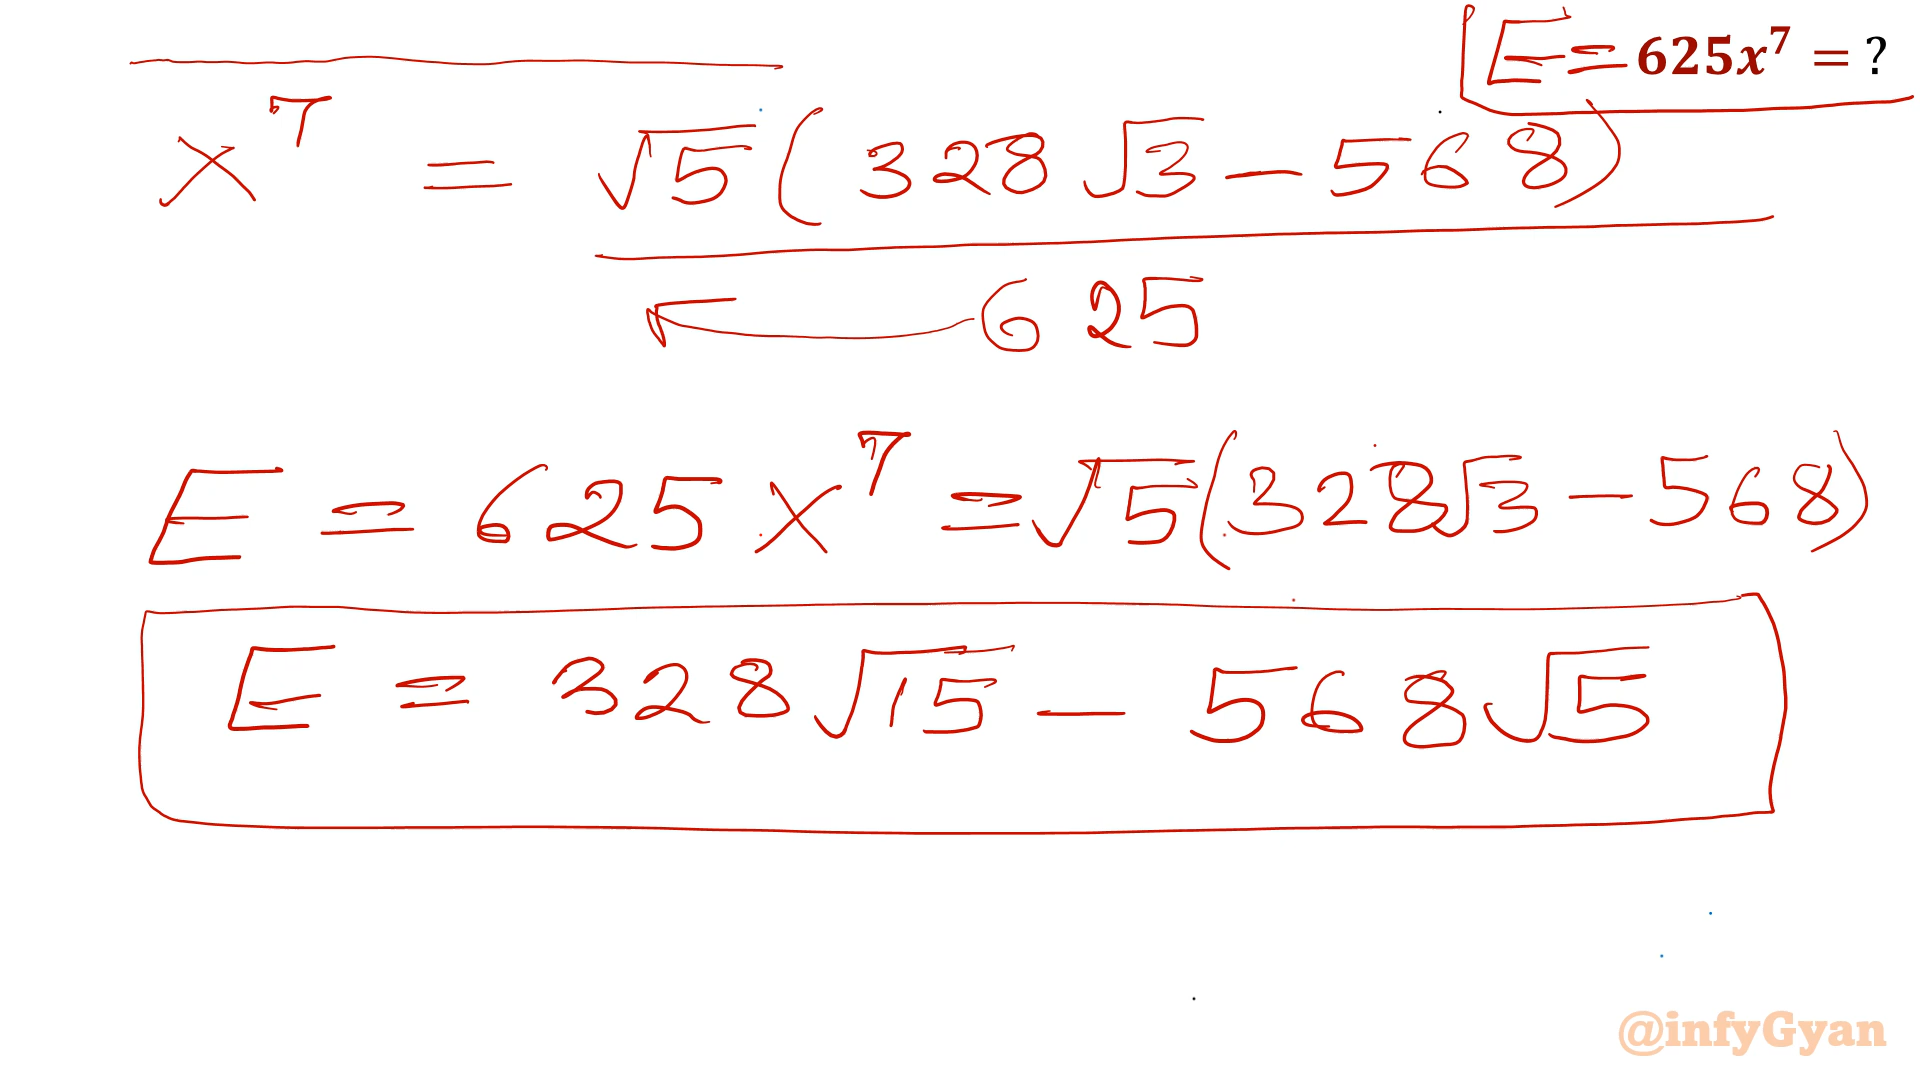 E = 625x⁷ = ?
x⁷ = √5(328√3 − 568)
625
E = 625x⁷ = √5(328√3 − 568)
E = 328√15 − 568√5
@infyGyan